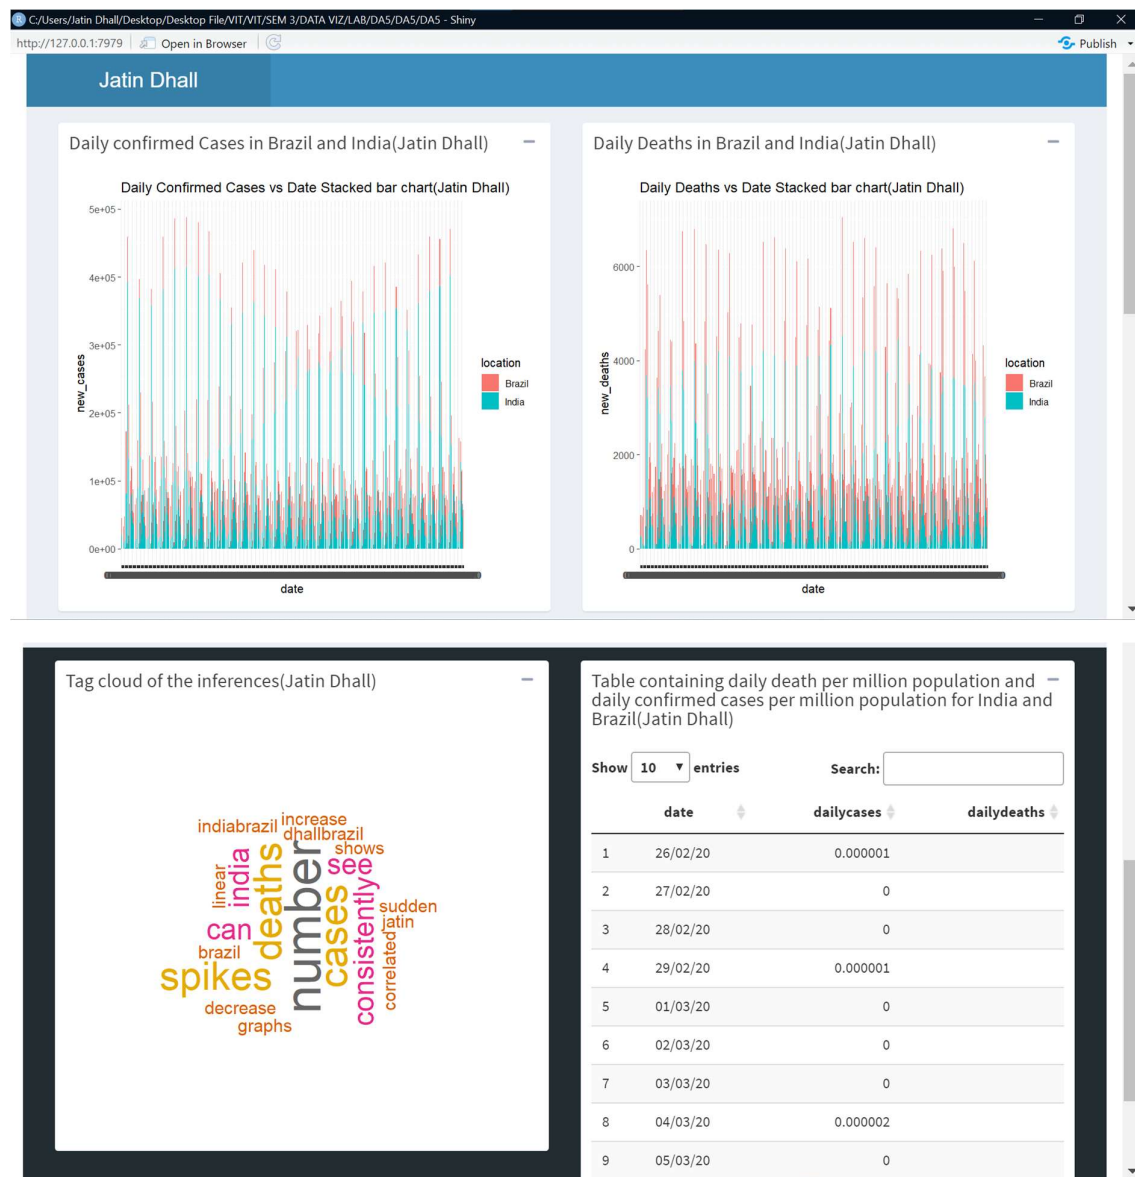 C:/Users/Jatin Dhall/Desktop/Desktop File/VIT/VIT/SEM 3/DATA VIZ/LAB/DA5/DA5/DA5 - Shiny
http://127.0.0.1:7979 Open in Browser Publish
Jatin Dhall
Daily confirmed Cases in Brazil and India(Jatin Dhall)
Daily Confirmed Cases vs Date Stacked bar chart(Jatin Dhall)
5e+05
4e+05
3e+05
2e+05
1e+05
0e+00
new_cases
date
location
Brazil
India
Daily Deaths in Brazil and India(Jatin Dhall)
Daily Deaths vs Date Stacked bar chart(Jatin Dhall)
6000
4000
2000
0
new_deaths
date
location
Brazil
India
Tag cloud of the inferences(Jatin Dhall)
increase
indiabrazil
dhallbrazil
shows
linear
india
deaths
number
see
cases
consistently
sudden
jatin
can
brazil
correlated
spikes
decrease
graphs
Table containing daily death per million population and
daily confirmed cases per million population for India and
Brazil(Jatin Dhall)
Show 10 entries Search:
date dailycases dailydeaths
1 26/02/20 0.000001
2 27/02/20 0
3 28/02/20 0
4 29/02/20 0.000001
5 01/03/20 0
6 02/03/20 0
7 03/03/20 0
8 04/03/20 0.000002
9 05/03/20 0